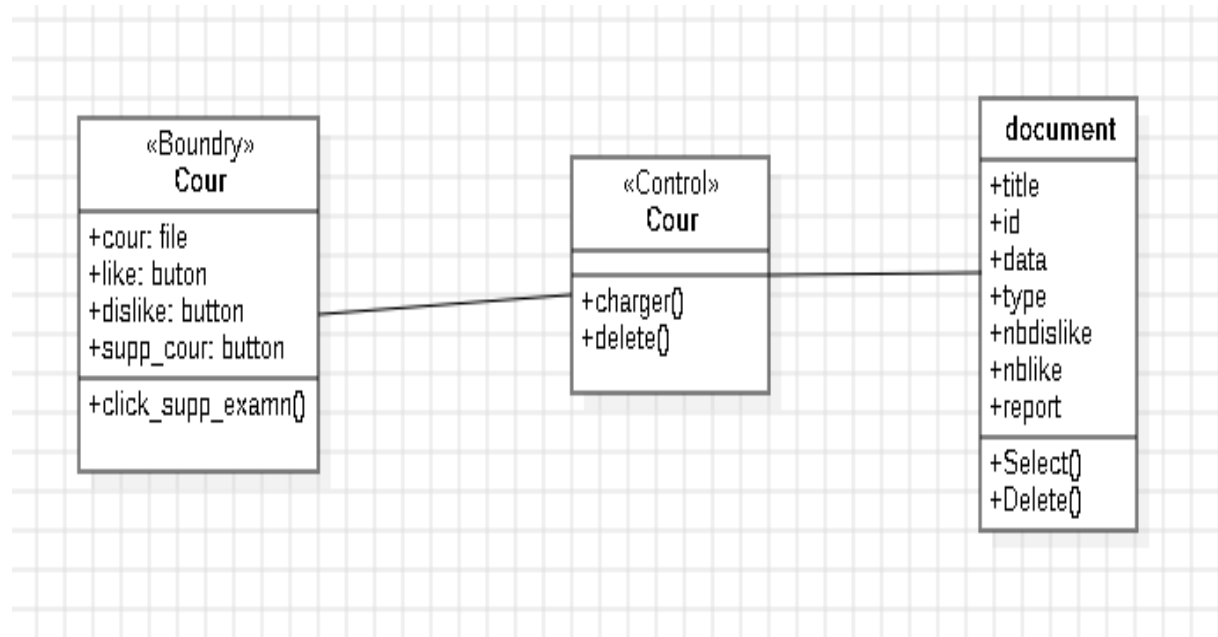 «Boundry»
Cour
+cour: file
+like: buton
+dislike: button
+supp_cour: button
+click_supp_examn()
«Control»
Cour
+charger()
+delete()
document
+title
+id
+data
+type
+nbdislike
+nblike
+report
+Select()
+Delete()